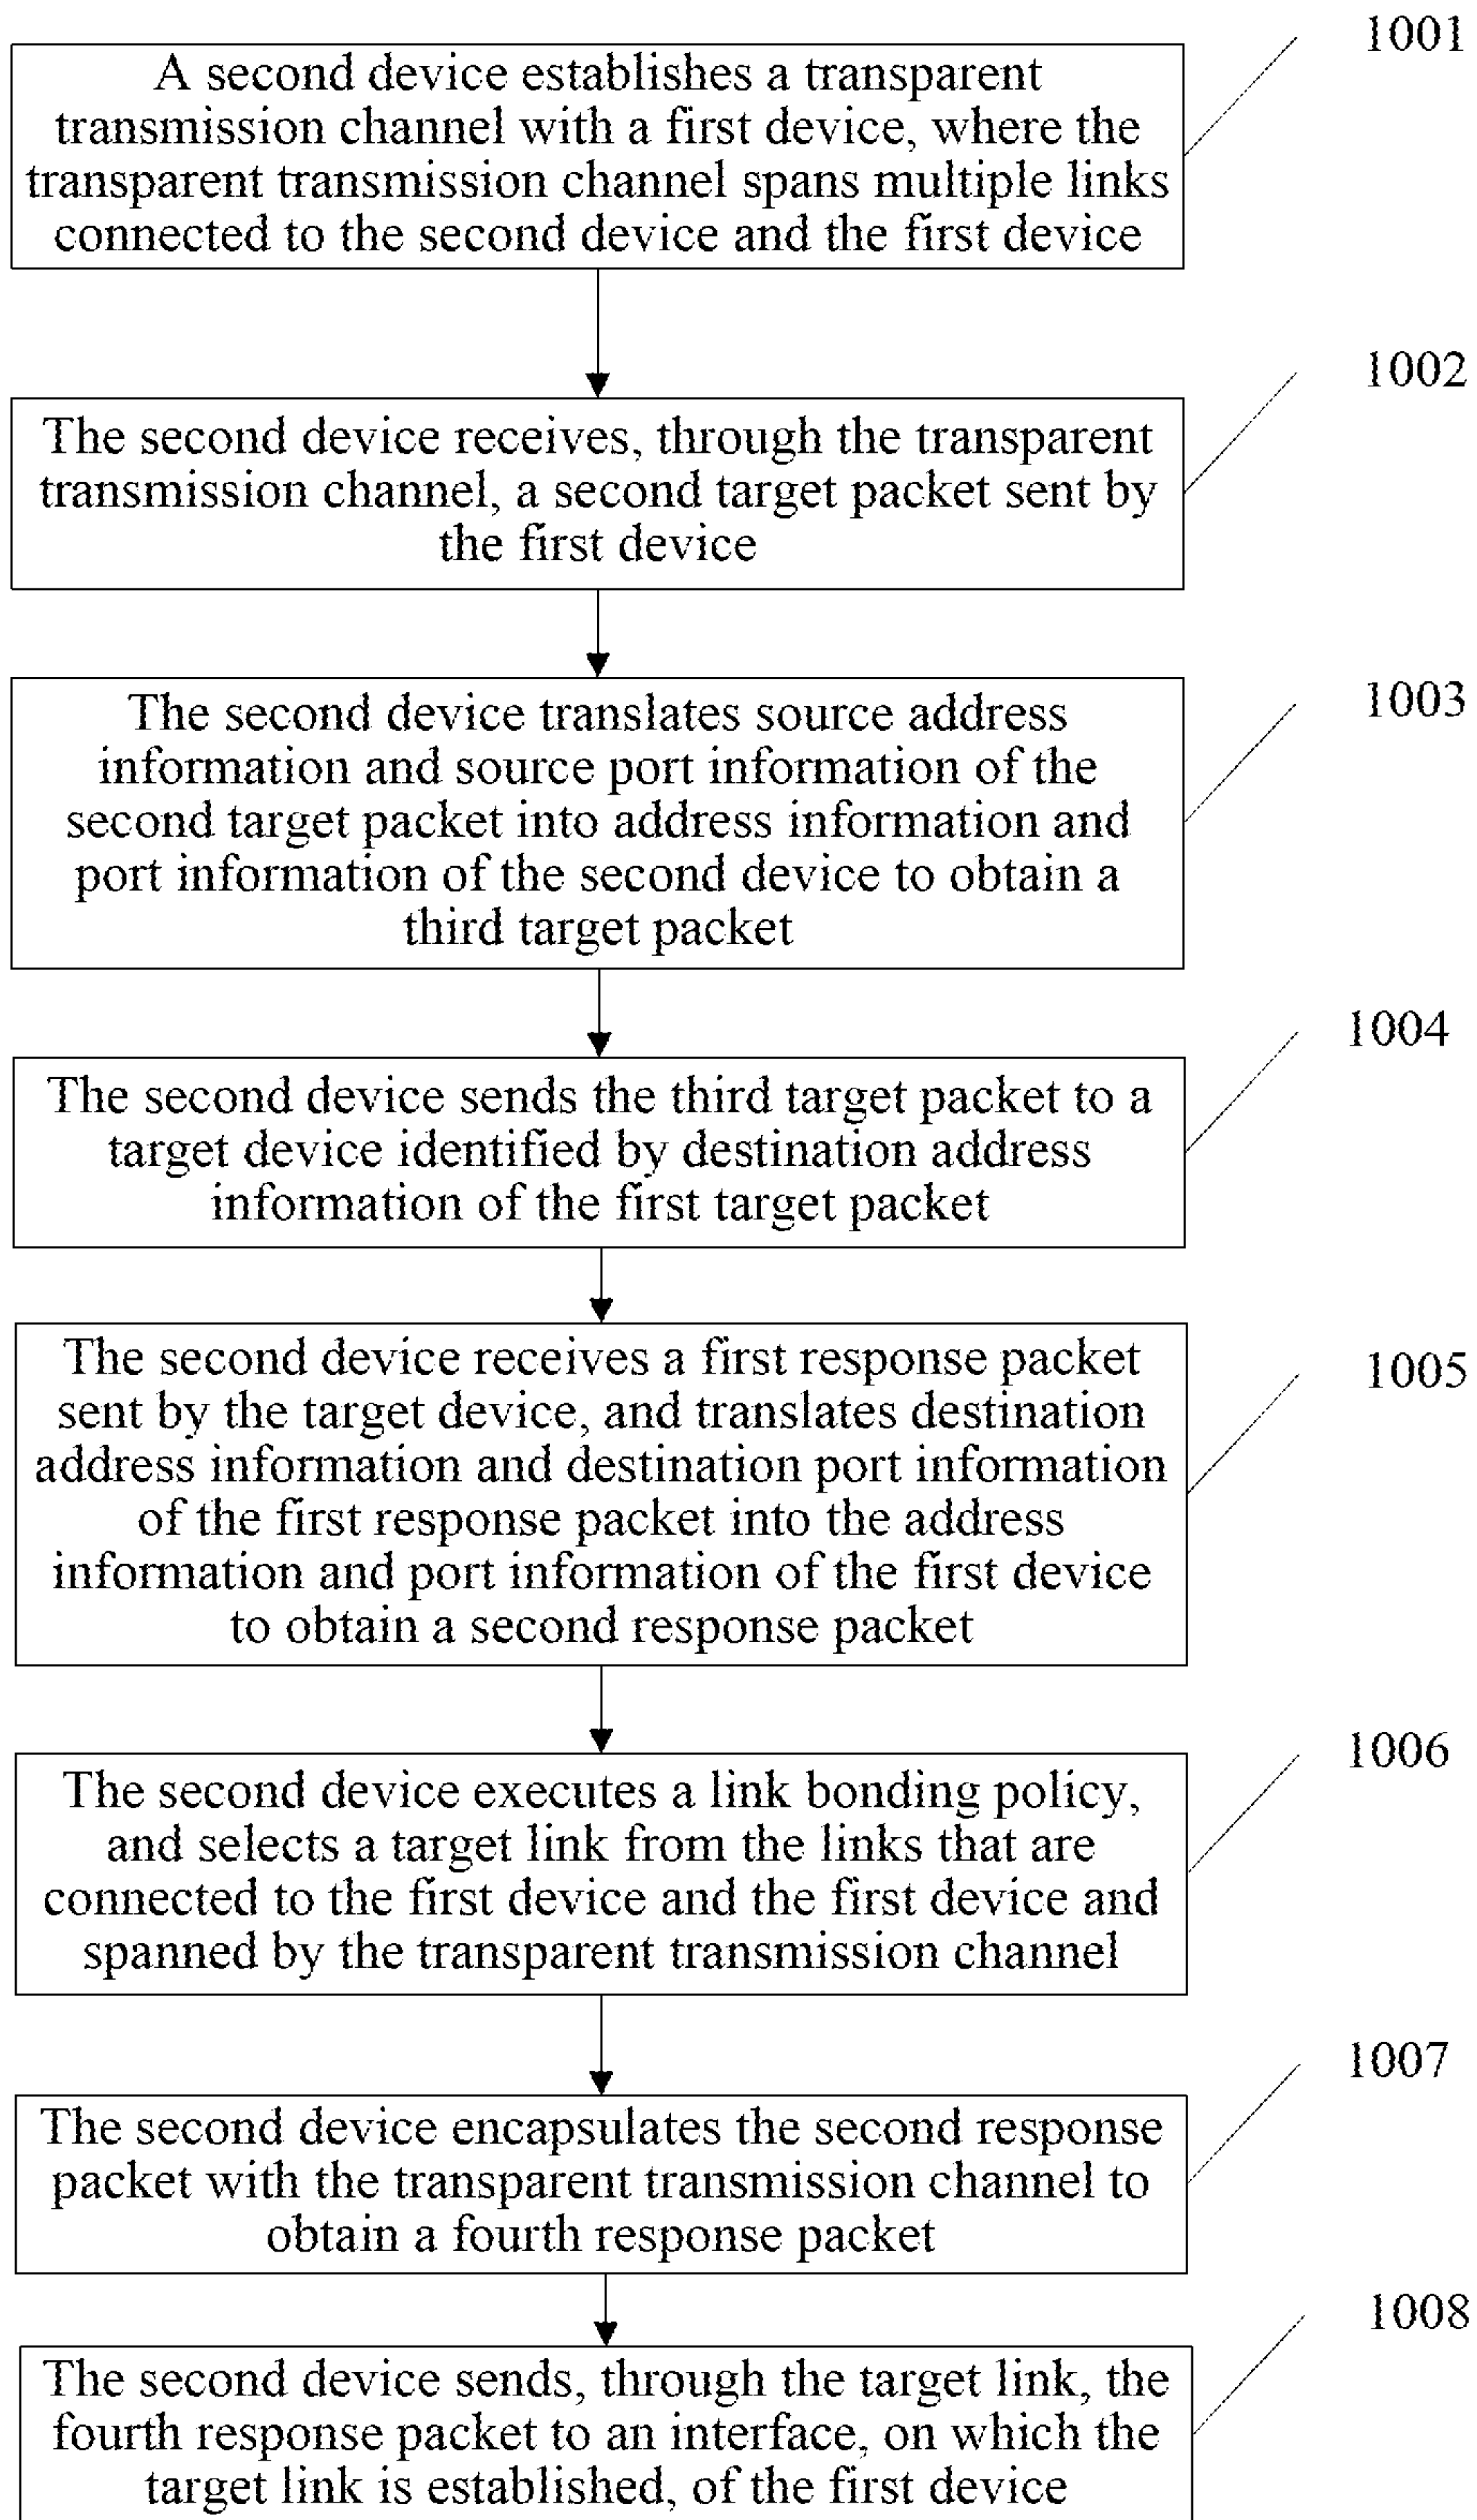 1001
A second device establishes a transparent
transmission channel with a first device, where the
transparent transmission channel spans multiple links
connected to the second device and the first device
1002
The second device receives, through the transparent
transmission channel, a second target packet sent by
the first device
1003
The second device translates source address
information and source port information of the
second target packet into address information and
port information of the second device to obtain a
third target packet
1004
The second device sends the third target packet to a
target device identified by destination address
information of the first target packet
1005
The second device receives a first response packet
sent by the target device, and translates destination
address information and destination port information
of the first response packet into the address
information and port information of the first device
to obtain a second response packet
1006
The second device executes a link bonding policy,
and selects a target link from the links that are
connected to the first device and the first device and
spanned by the transparent transmission channel
1007
The second device encapsulates the second response
packet with the transparent transmission channel to
obtain a fourth response packet
1008
The second device sends, through the target link, the
fourth response packet to an interface, on which the
target link is established, of the first device